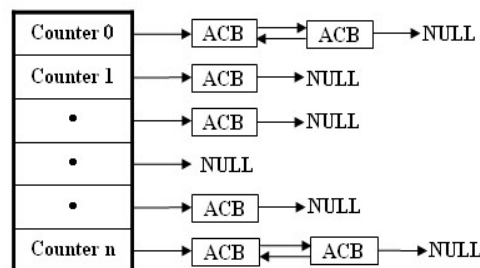 Counter 0 ACB ACB NULL
Counter 1 ACB NULL
• ACB NULL
• NULL
• ACB NULL
Counter n ACB ACB NULL